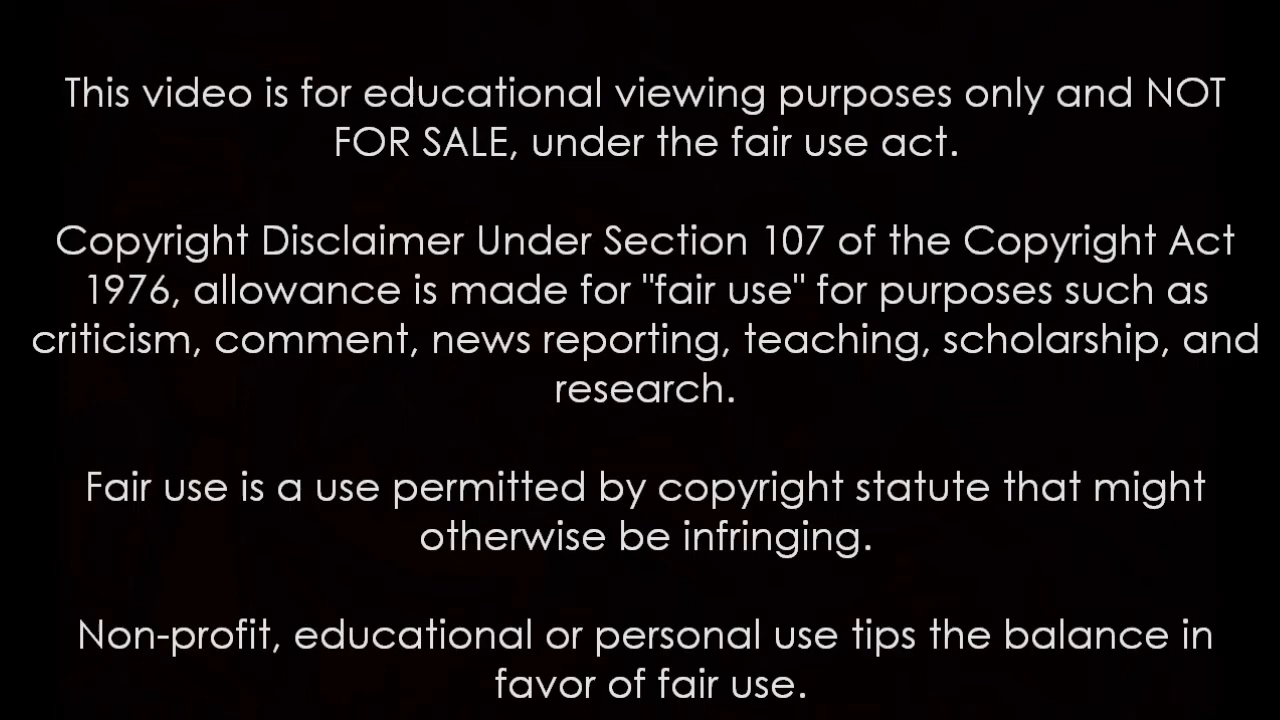 This video is for educational viewing purposes only and NOT
FOR SALE, under the fair use act.
Copyright Disclaimer Under Section 107 of the Copyright Act
1976, allowance is made for "fair use" for purposes such as
criticism, comment, news reporting, teaching, scholarship, and
research.
Fair use is a use permitted by copyright statute that might
otherwise be infringing.
Non-profit, educational or personal use tips the balance in
favor of fair use.